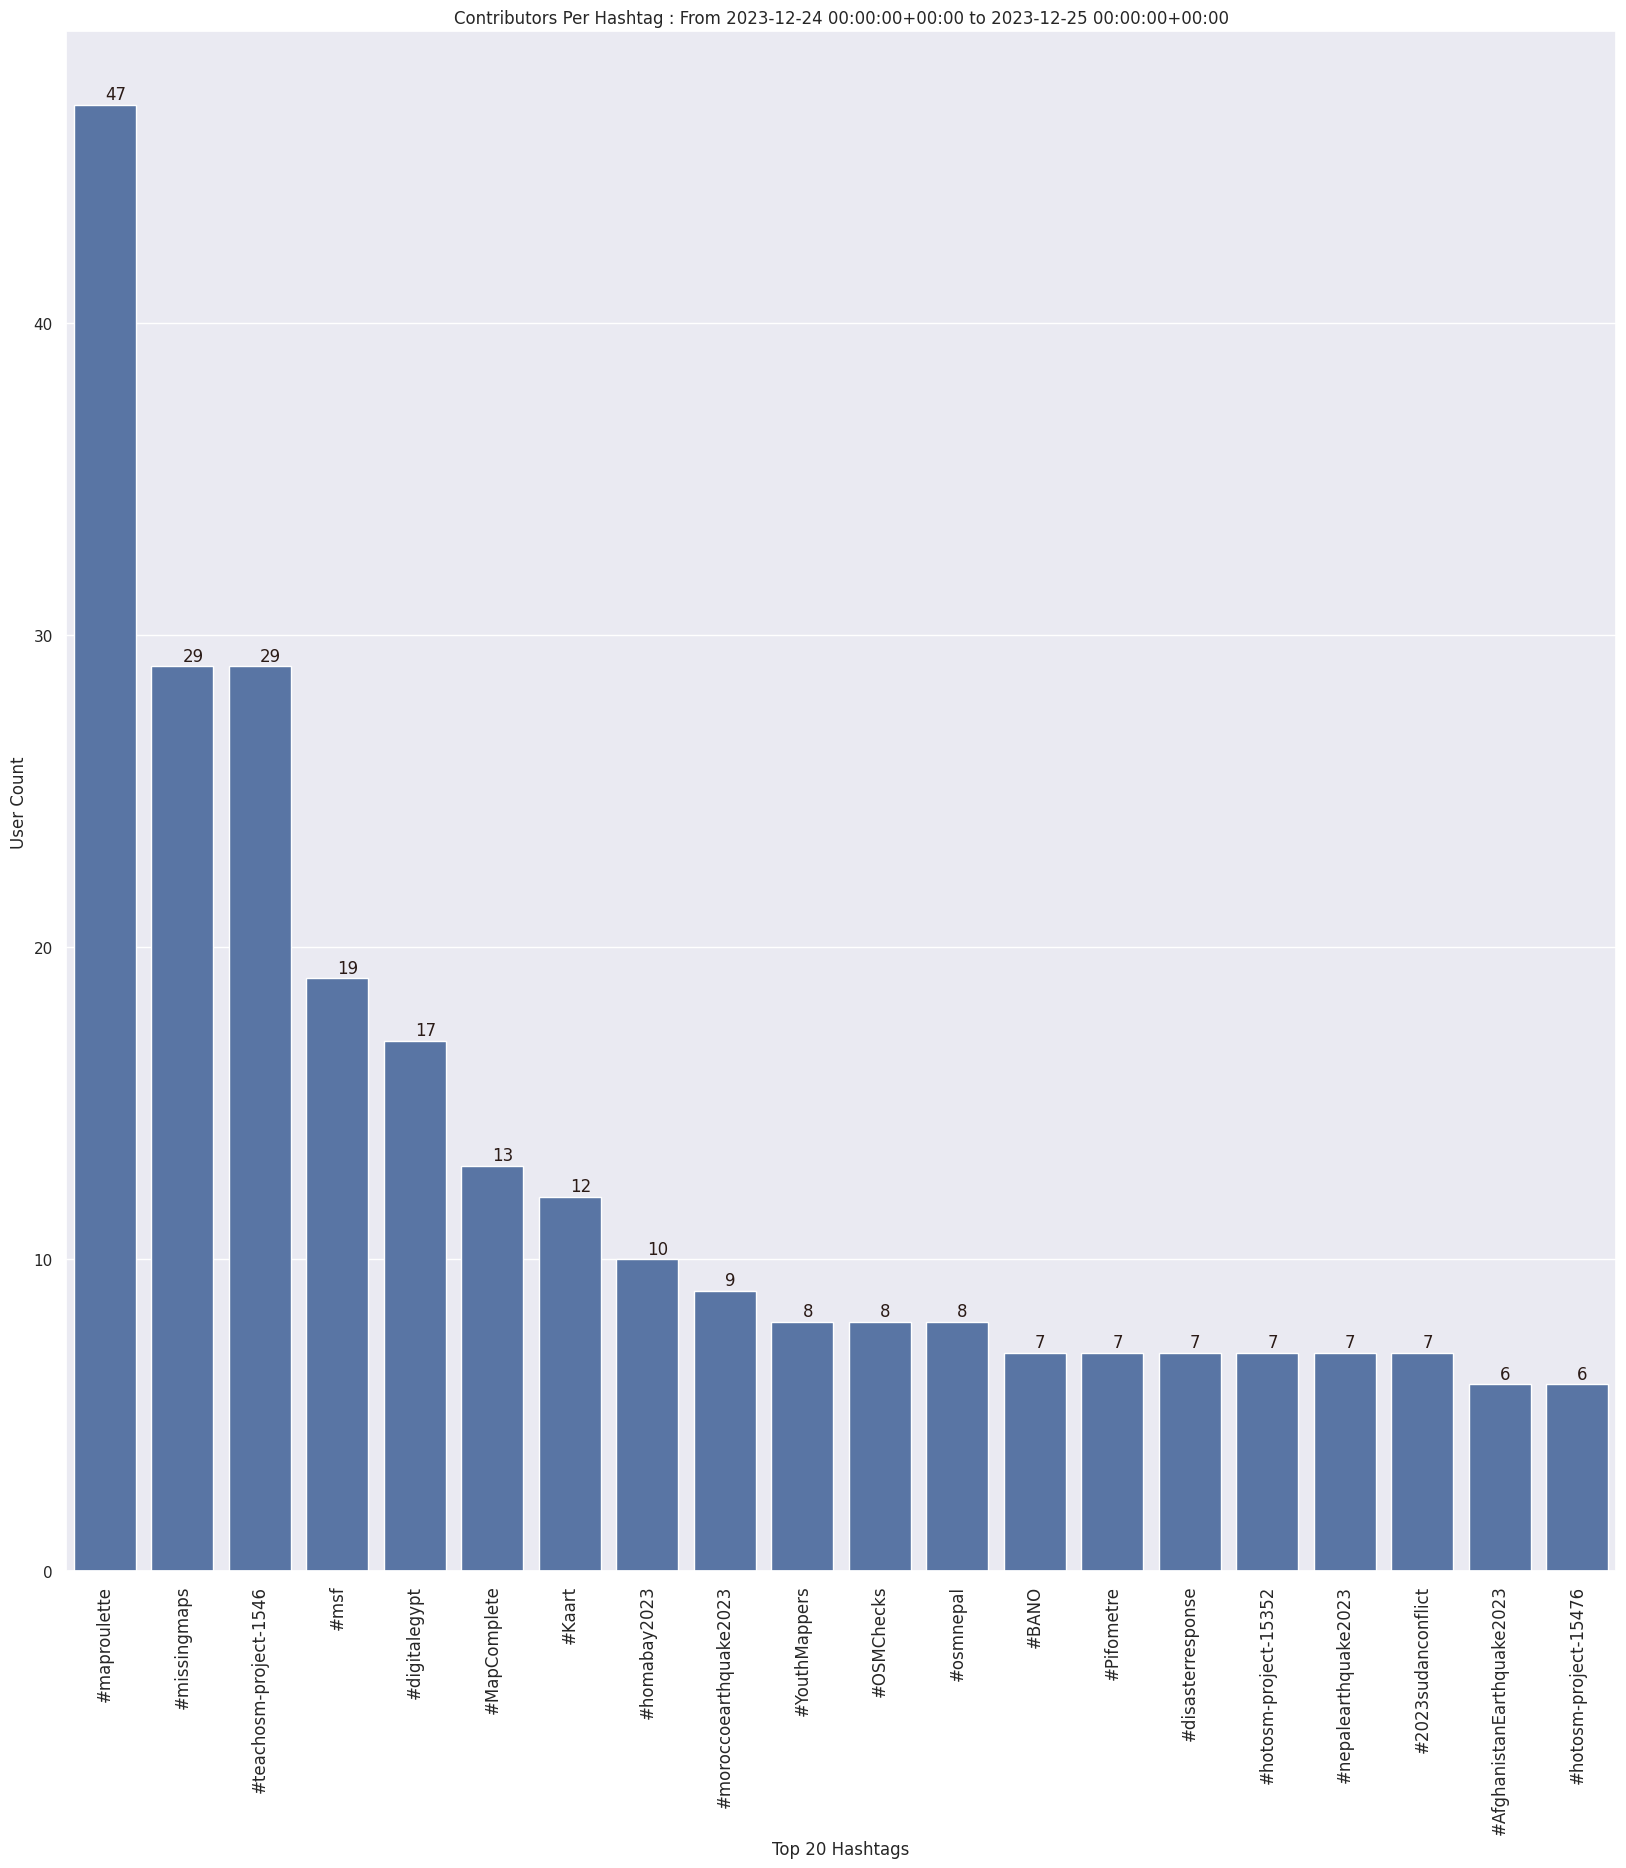 Contributors Per Hashtag : From 2023-12-24 00:00:00+00:00 to 2023-12-25 00:00:00+00:00
User Count
40
30
20
10
0
47
29
29
19
17
13
12
10
9
8
8
8
7
7
7
7
7
7
6
6
#maproulette
#missingmaps
#teachosm-project-1546
#msf
#digitalegypt
#MapComplete
#Kaart
#homabay2023
#moroccoearthquake2023
#YouthMappers
#OSMChecks
#osmnepal
#BANO
#Pifometre
#disasterresponse
#hotosm-project-15352
#nepalearthquake2023
#2023sudanconflict
#AfghanistanEarthquake2023
#hotosm-project-15476
Top 20 Hashtags